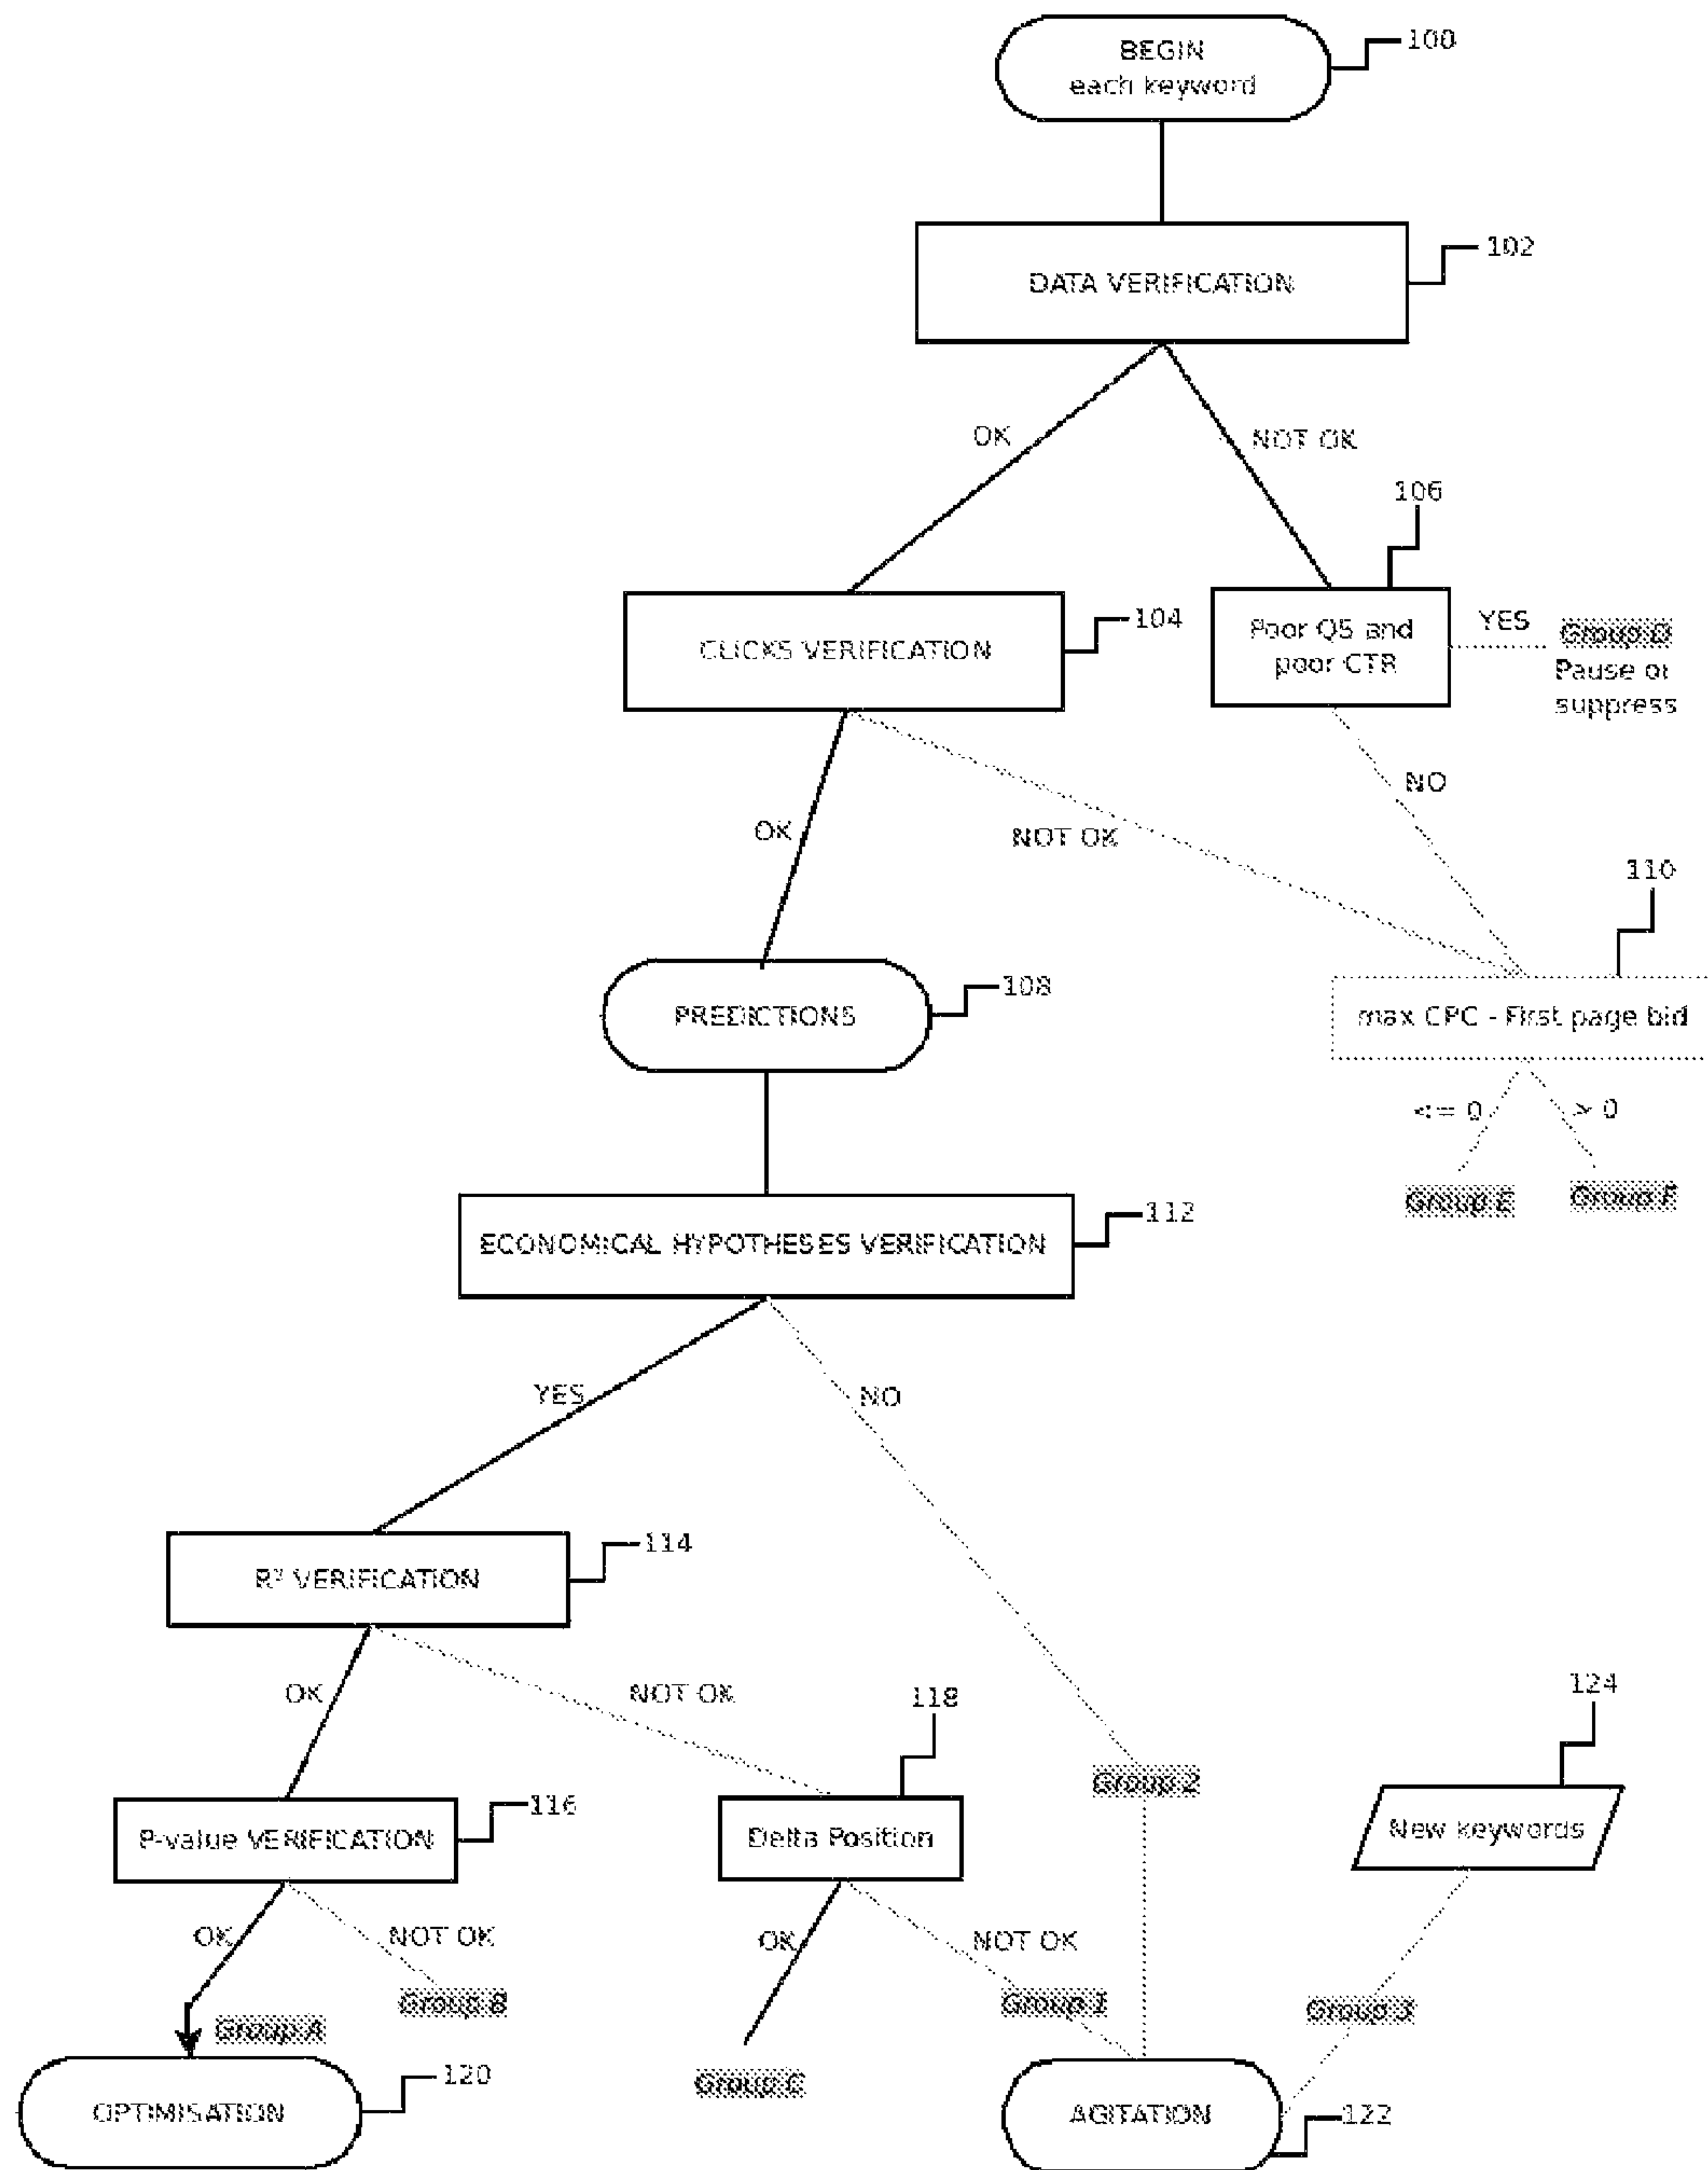 BEGIN
each keyword
100
DATA VERIFICATION
102
OK
NOT OK
106
CLICKS VERIFICATION
104
Poor QS and
poor CTR
YES
Group D
Pause or
suppress
OK
NOT OK
NO
110
PREDICTIONS
108
max CPC - First page bid
<= 0
> 0
Group E
Group F
ECONOMICAL HYPOTHESES VERIFICATION
112
YES
NO
R² VERIFICATION
114
OK
NOT OK
118
124
Group 2
P-value VERIFICATION
116
Delta Position
New keywords
OK
NOT OK
OK
NOT OK
Group A
Group B
Group C
Group 1
Group 3
OPTIMISATION
120
AGITATION
122